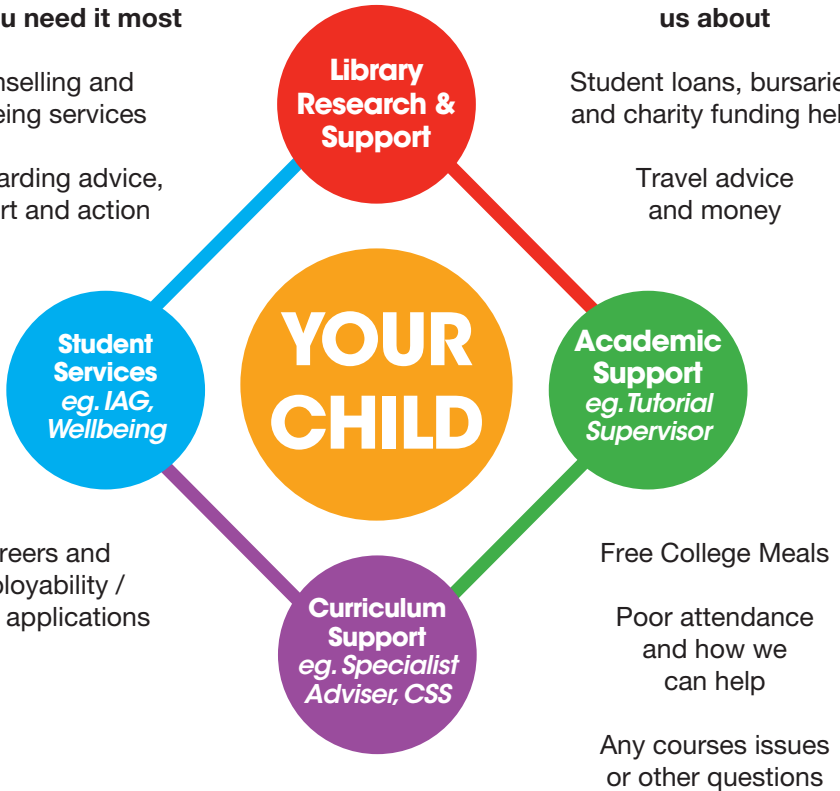 u need it most
nselling and
eing services
arding advice,
rt and action
Library
Research &
Support
us about
Student loans, bursarie
and charity funding hel
Travel advice
and money
Student
Services
eg. IAG,
Wellbeing
YOUR
CHILD
Academic
Support
eg. Tutorial
Supervisor
reers and
ployability /
applications
Curriculum
Support
eg. Specialist
Adviser, CSS
Free College Meals
Poor attendance
and how we
can help
Any courses issues
or other questions